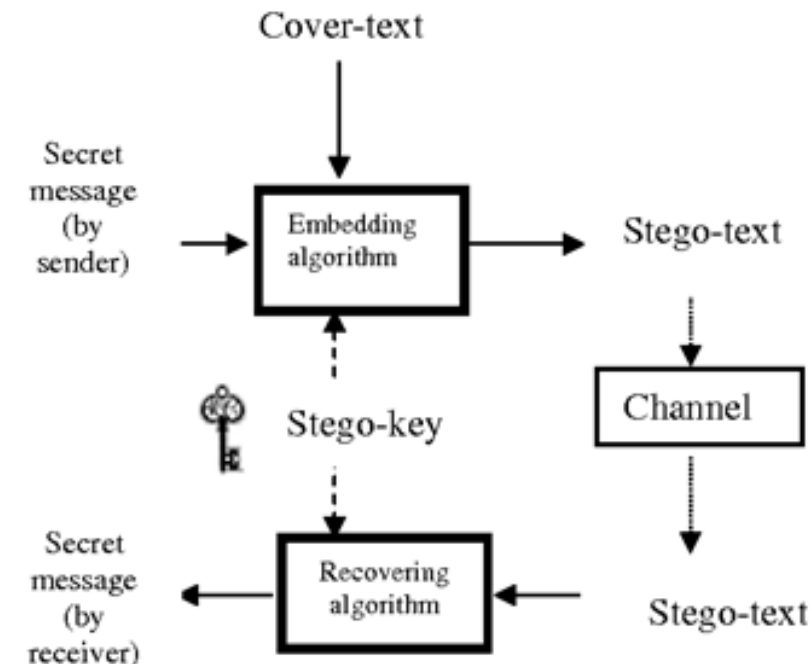 Cover-text
Secret
message
(by
sender)
Embedding
algorithm
Stego-text
Channel
Stego-key
Secret
message
(by
receiver)
Recovering
algorithm
Stego-text